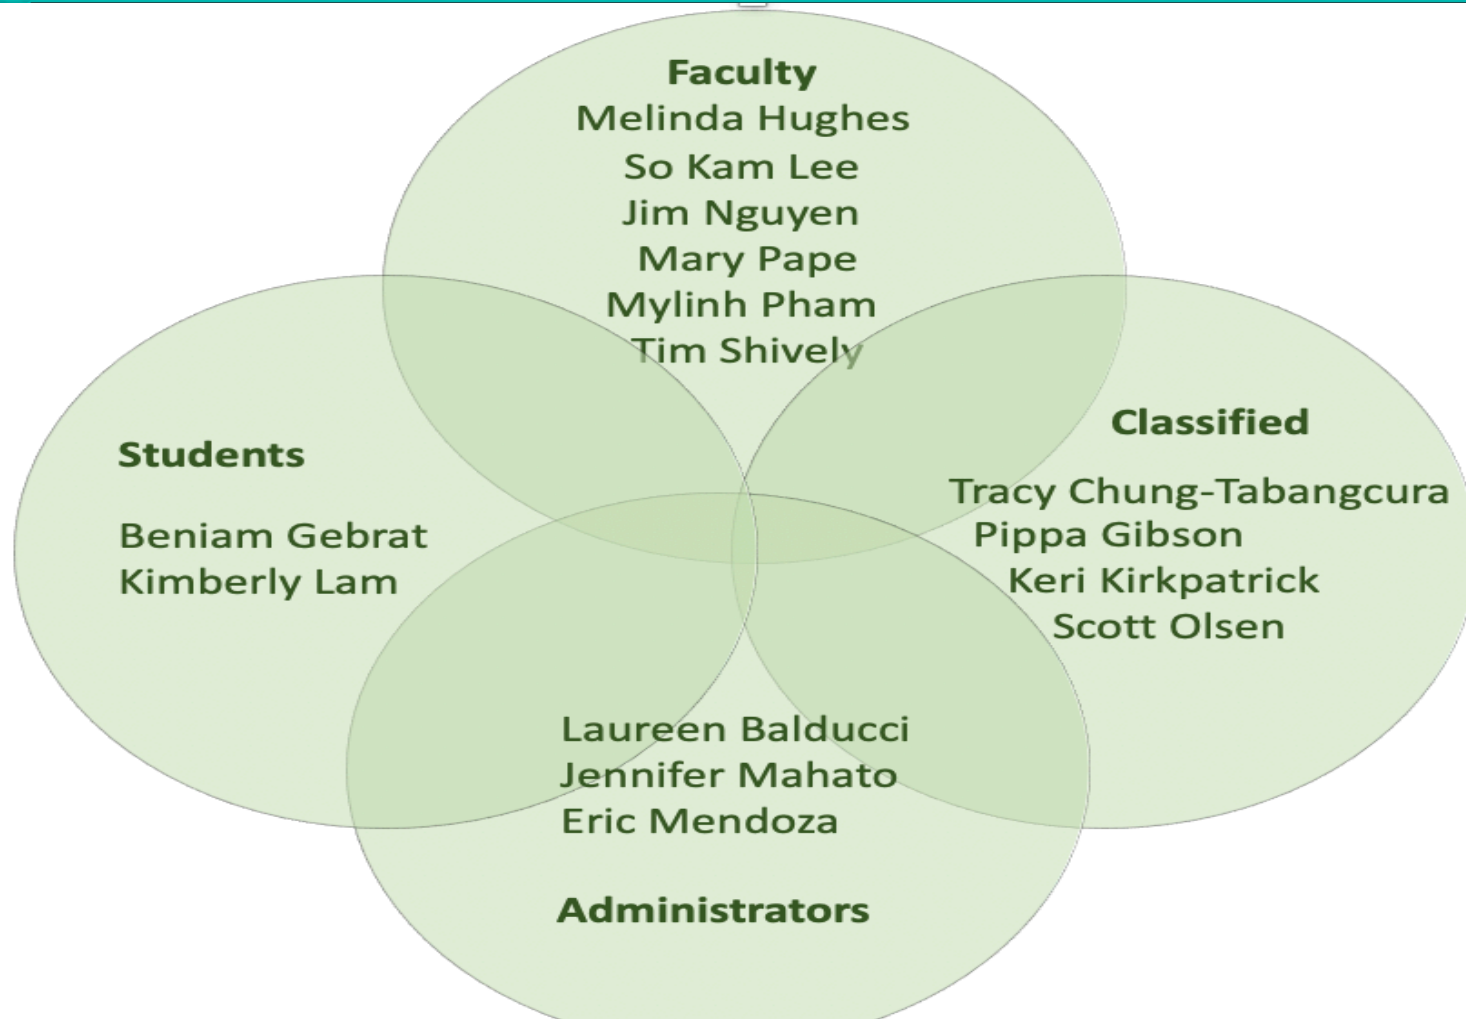 Faculty
Melinda Hughes
So Kam Lee
Jim Nguyen
Mary Pape
Mylinh Pham
Tim Shively
Students
Beniam Gebrat
Kimberly Lam
Classified
Tracy Chung-Tabangcura
Pippa Gibson
Keri Kirkpatrick
Scott Olsen
Laureen Balducci
Jennifer Mahato
Eric Mendoza
Administrators